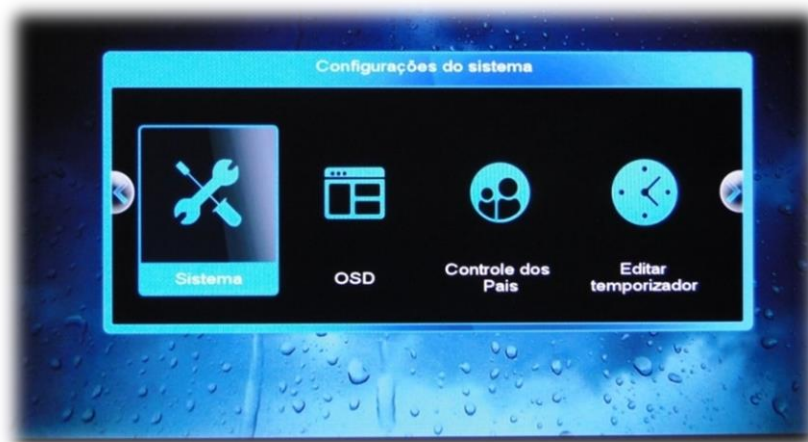 Configurações do sistema
Sistema
OSD
Controle dos
Pais
Editar
temporizador